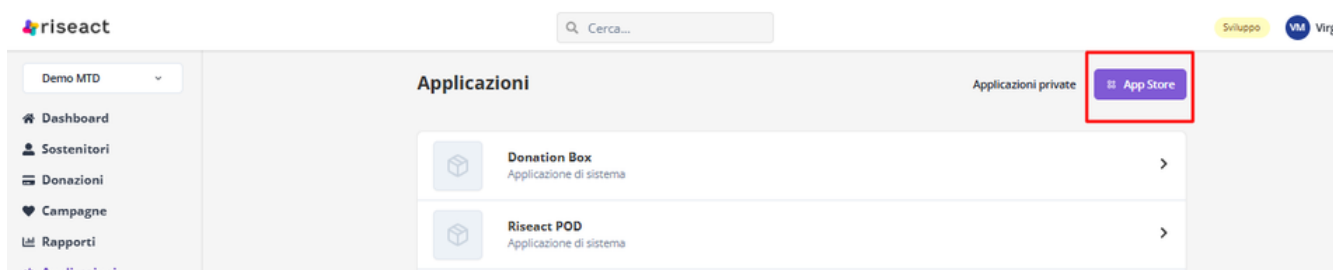 riseact
Cerca...
Sviluppo
VM
Demo MTD
Dashboard
Sostenitori
Donazioni
Campagne
Rapporti
Applicazioni
Applicazioni private
App Store
Donation Box
Applicazione di sistema
Riseact POD
Applicazione di sistema